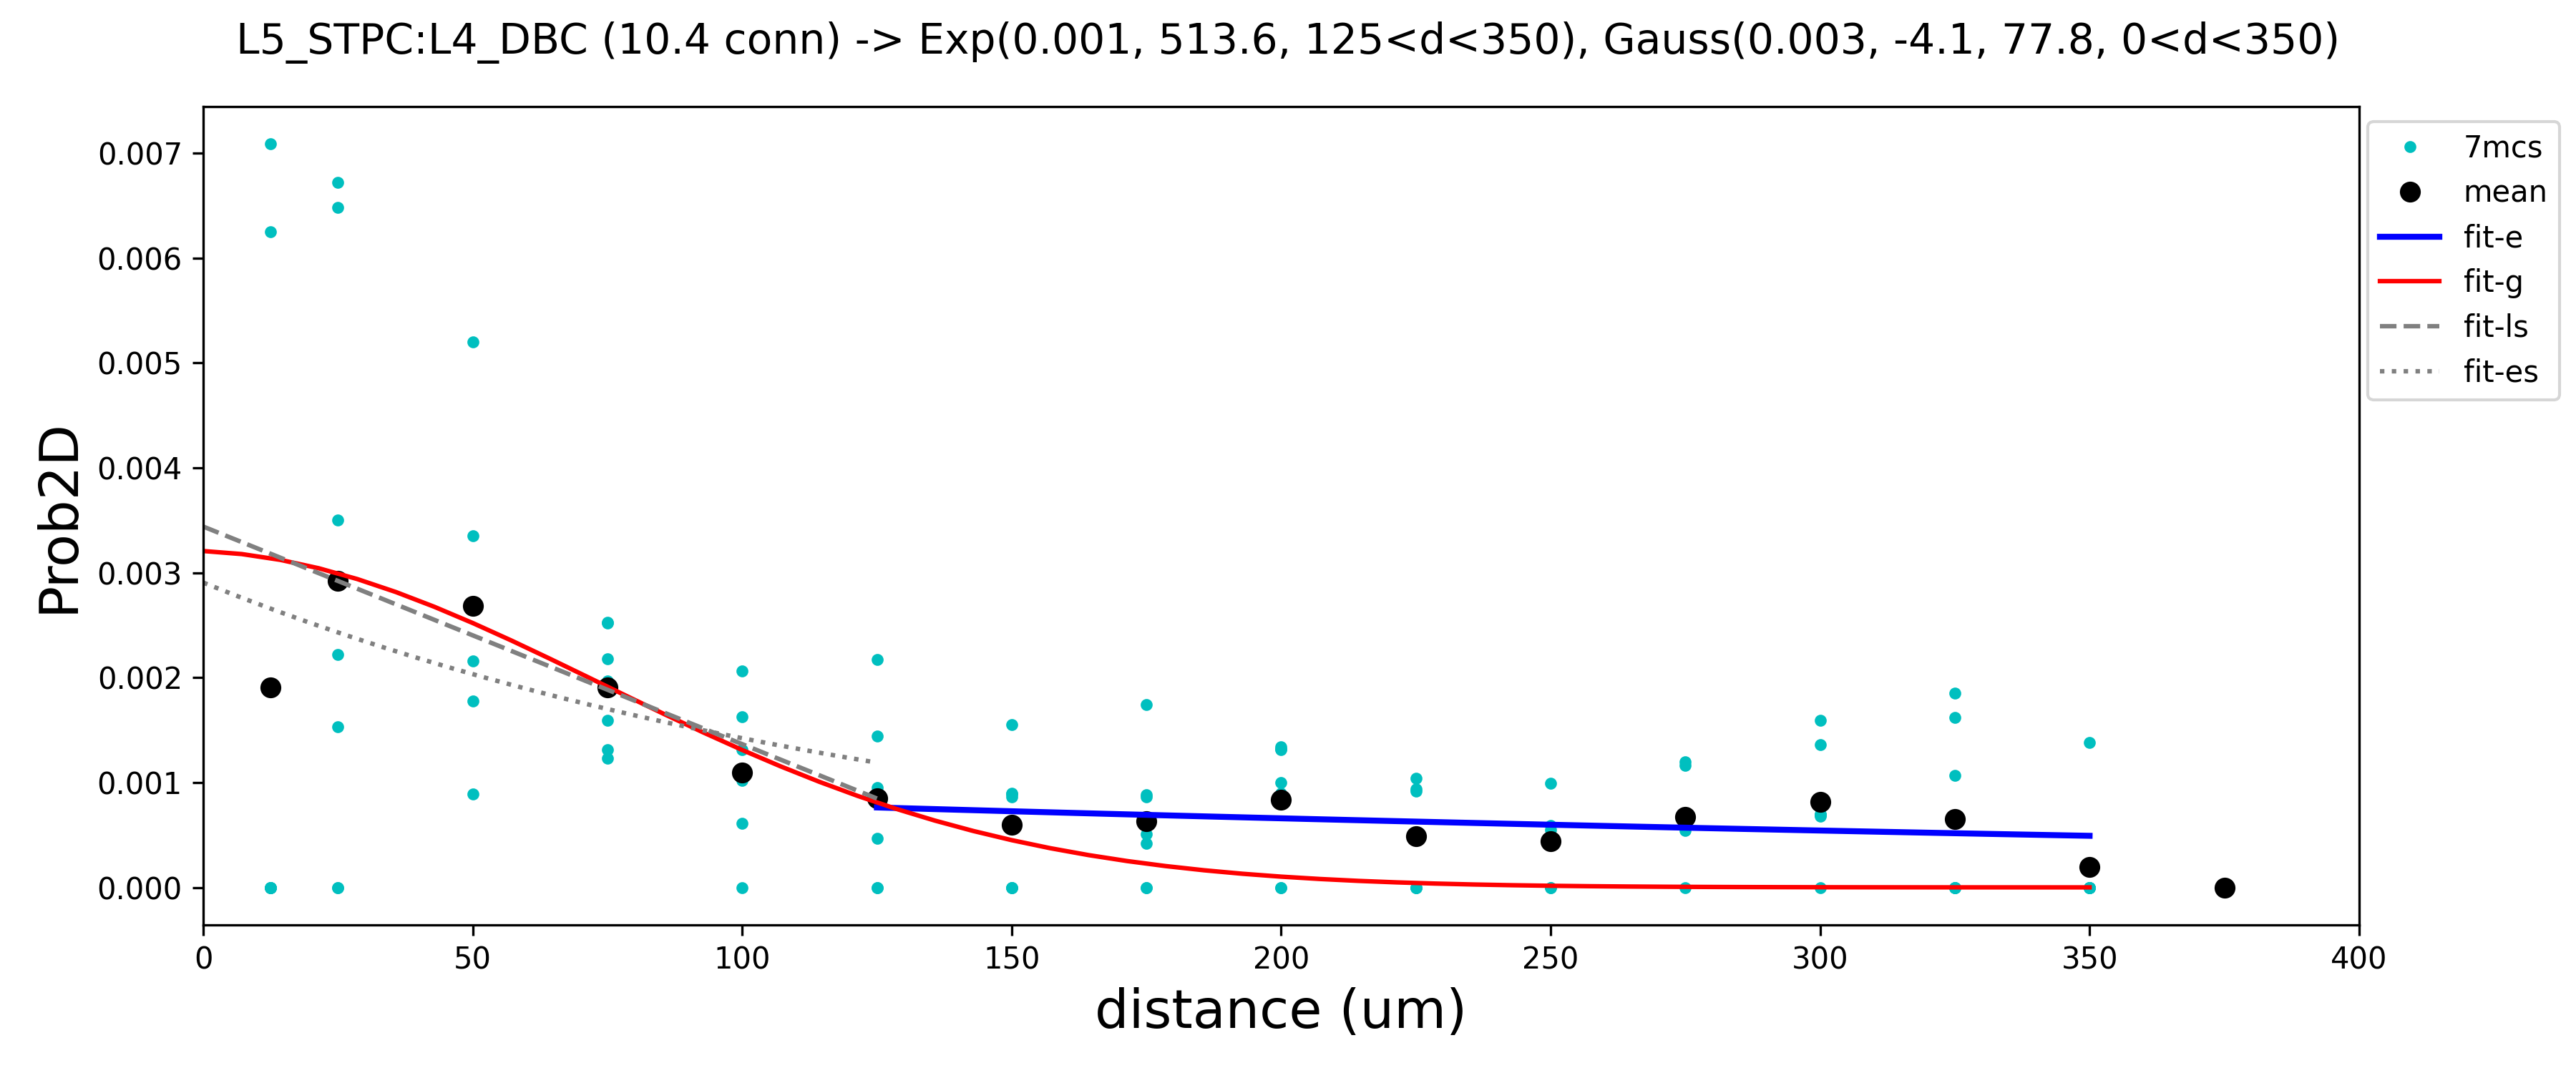 L5_STPC:L4_DBC (10.4 conn) -> Exp(0.001, 513.6, 125<d<350), Gauss(0.003, -4.1, 77.8, 0<d<350)
7mcs
mean
fit-e
fit-g
fit-ls
fit-es
Prob2D
0.007
0.006
0.005
0.004
0.003
0.002
0.001
0.000
0 50 100 150 200 250 300 350 400
distance (um)